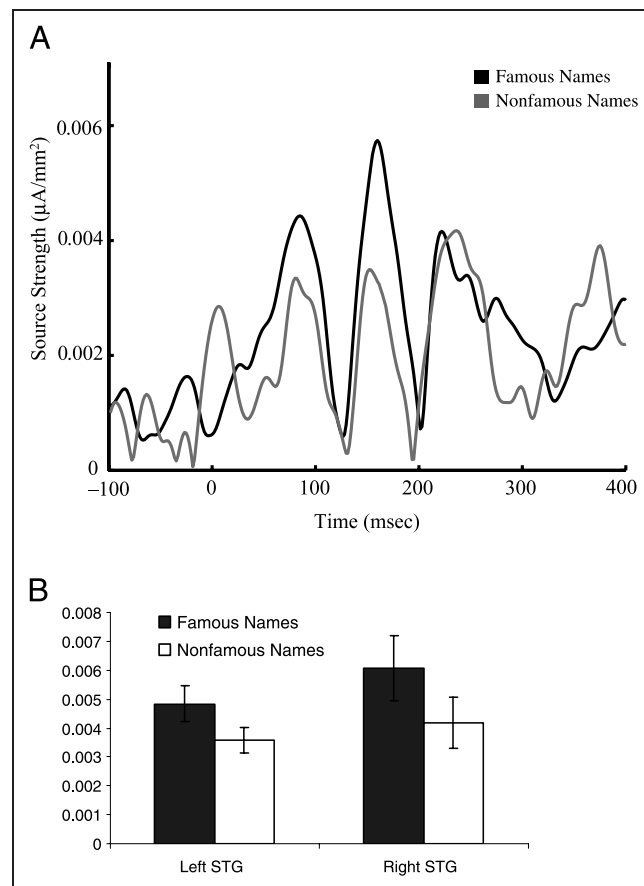 A
Famous Names
Nonfamous Names
Source Strength (μA/mm²)
0.006
0.004
0.002
0
−100
0
100
200
300
400
Time (msec)
B
0.008
0.007
0.006
0.005
0.004
0.003
0.002
0.001
0
Famous Names
Nonfamous Names
Left STG
Right STG